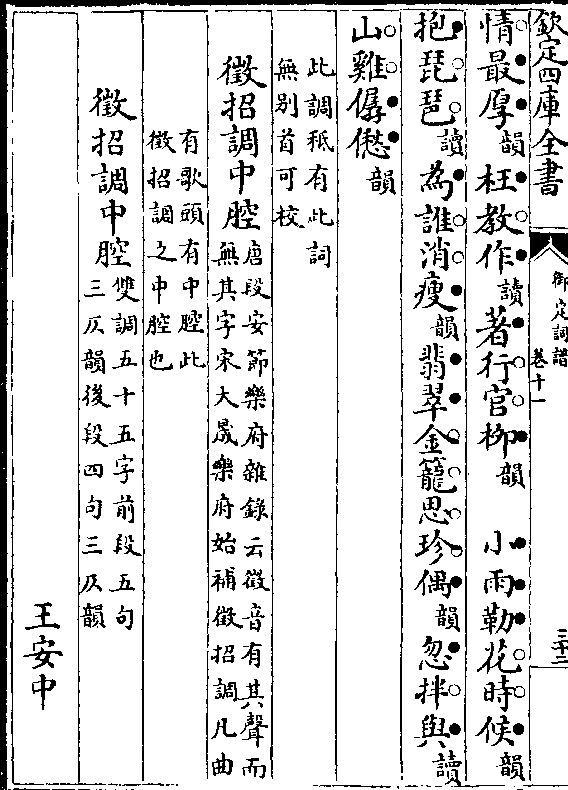 欽定四庫全書
御定詞譜
卷十一
三十二
情最厚韻枉教作讀著行官栁韻　小雨勒花時候韻
抱琵琶讀為誰消瘦韻翡翠金籠思珍偶韻忽拌與讀
山雞僝僽韻
此調秖有此詞
無别首可校
徵招調中腔唐段安節樂府雜錄云徵音有其聲而
無其字宋大晟樂府始補徵招調凡曲
有歌頭有中腔此
徵招調之中腔也
徵招調中腔雙調五十五字前段五句
三仄韻後段四句三仄韻
王安中